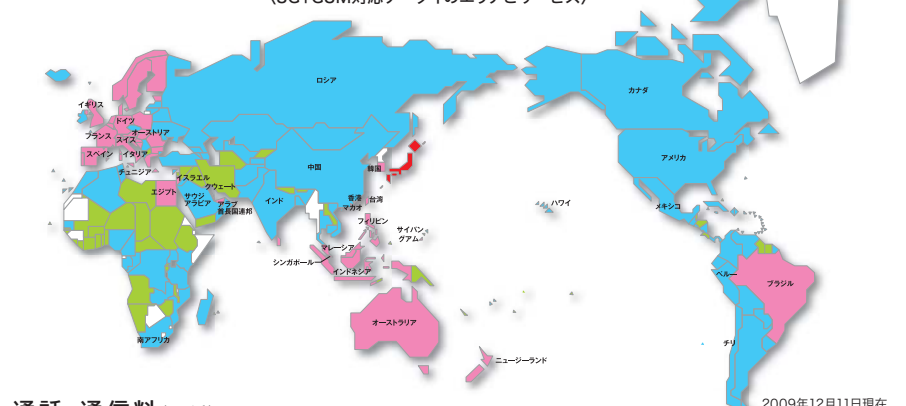 ロシア
カナダ
イギリス
ドイツ
オーストリア
フランス
スイス
アメリカ
スペイン
イタリア
中国
韓国
チュニジア
イスラエル
クウェート
エジプト
サウジ
アラビア
アラブ
首長国連邦
インド
香港
マカオ
台湾
ハワイ
メキシコ
フィリピン
サイパン
グアム
マレーシア
シンガポール
インドネシア
ペルー
ブラジル
オーストラリア
南アフリカ
チリ
ニュージーランド
2009年12月11日現在